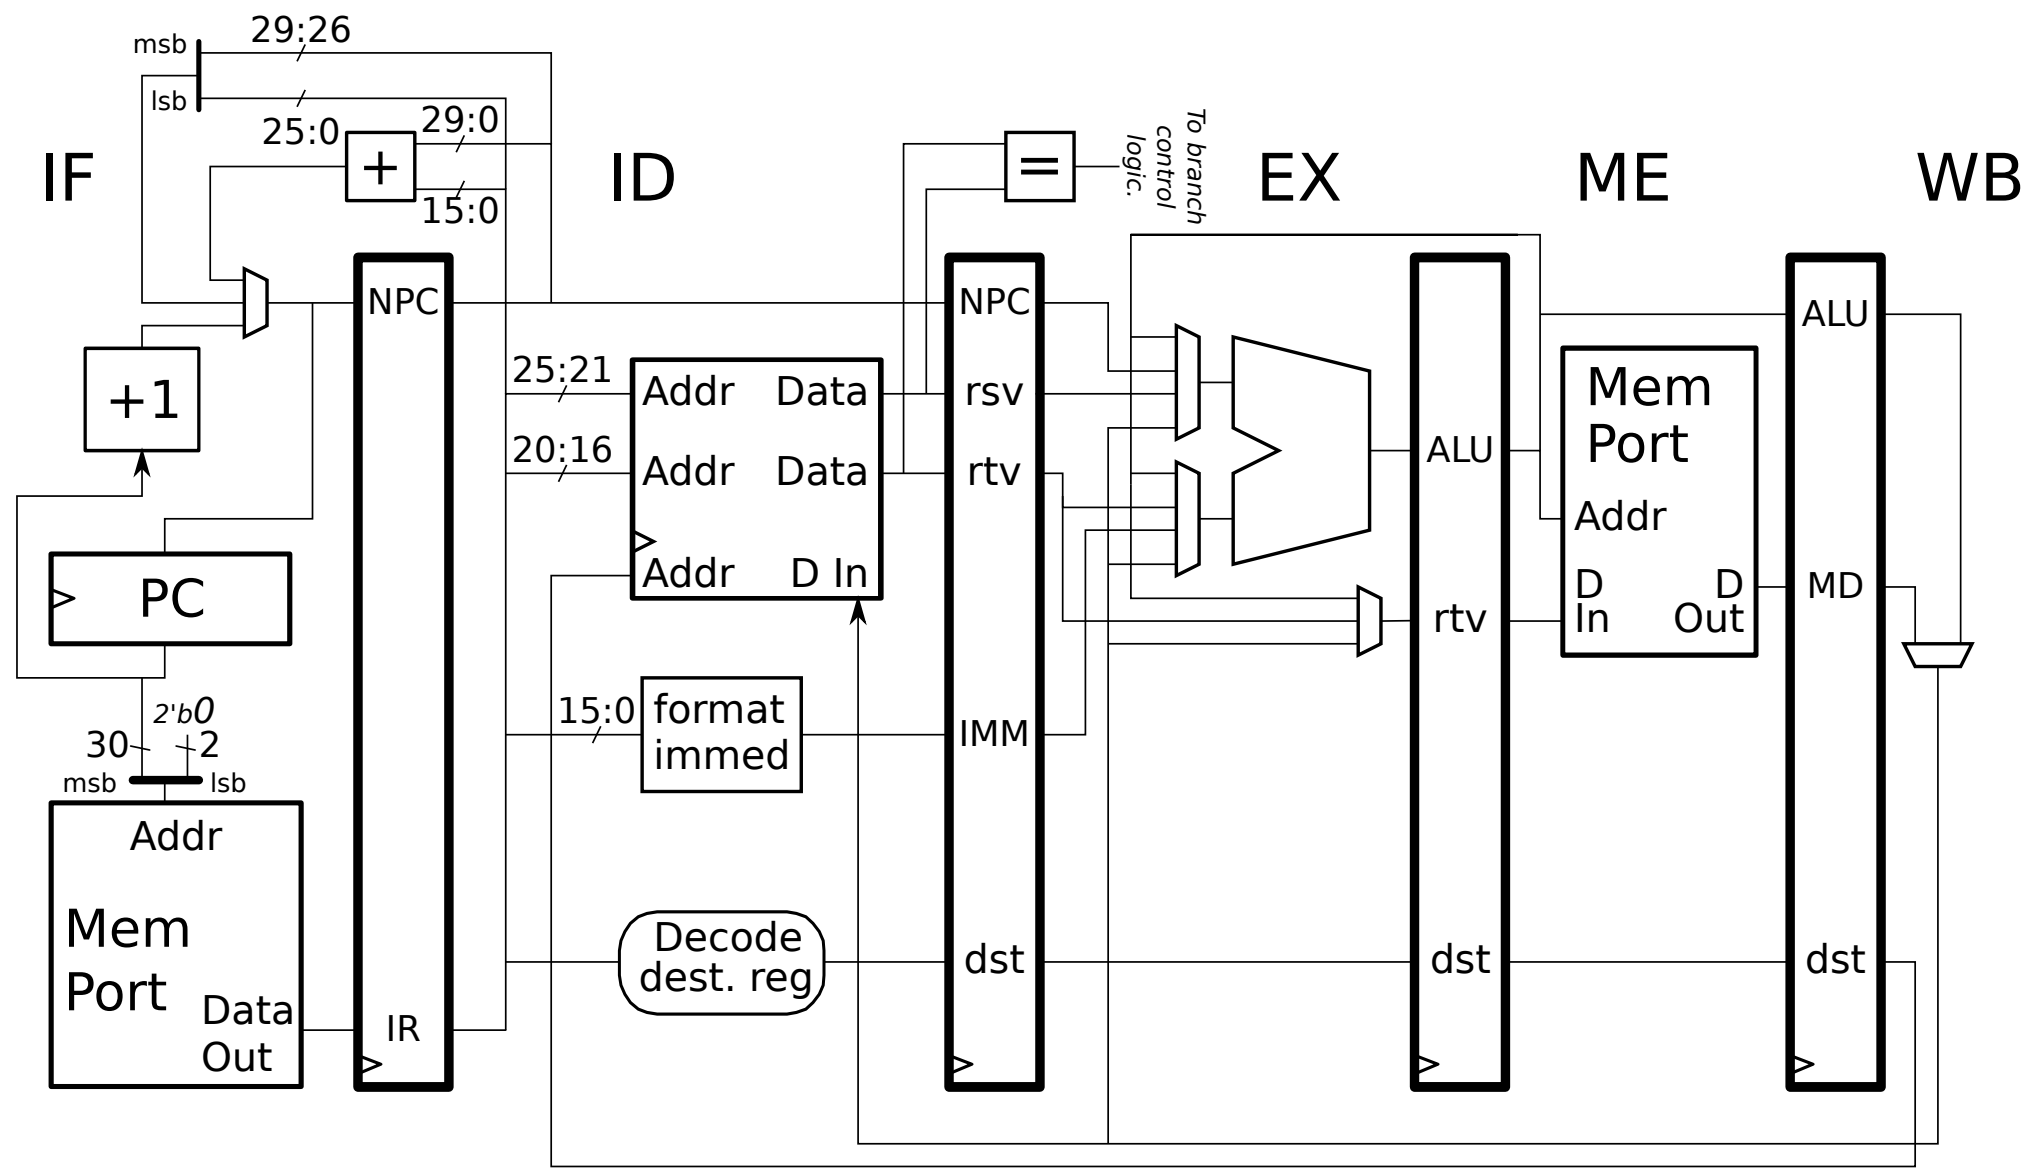 msb
29:26
lsb
25:0
+
29:0
15:0
IF
ID
=
To branch
control
logic.
EX
ME
WB
NPC
NPC
ALU
+1
25:21
Addr
Data
rsv
Mem
Port
20:16
Addr
Data
rtv
ALU
Addr
PC
Addr
D In
rtv
D
In
D
Out
MD
2'b0
30
2
msb
lsb
15:0
format
immed
IMM
Addr
Mem
Port
Data
Out
IR
Decode
dest. reg
dst
dst
dst